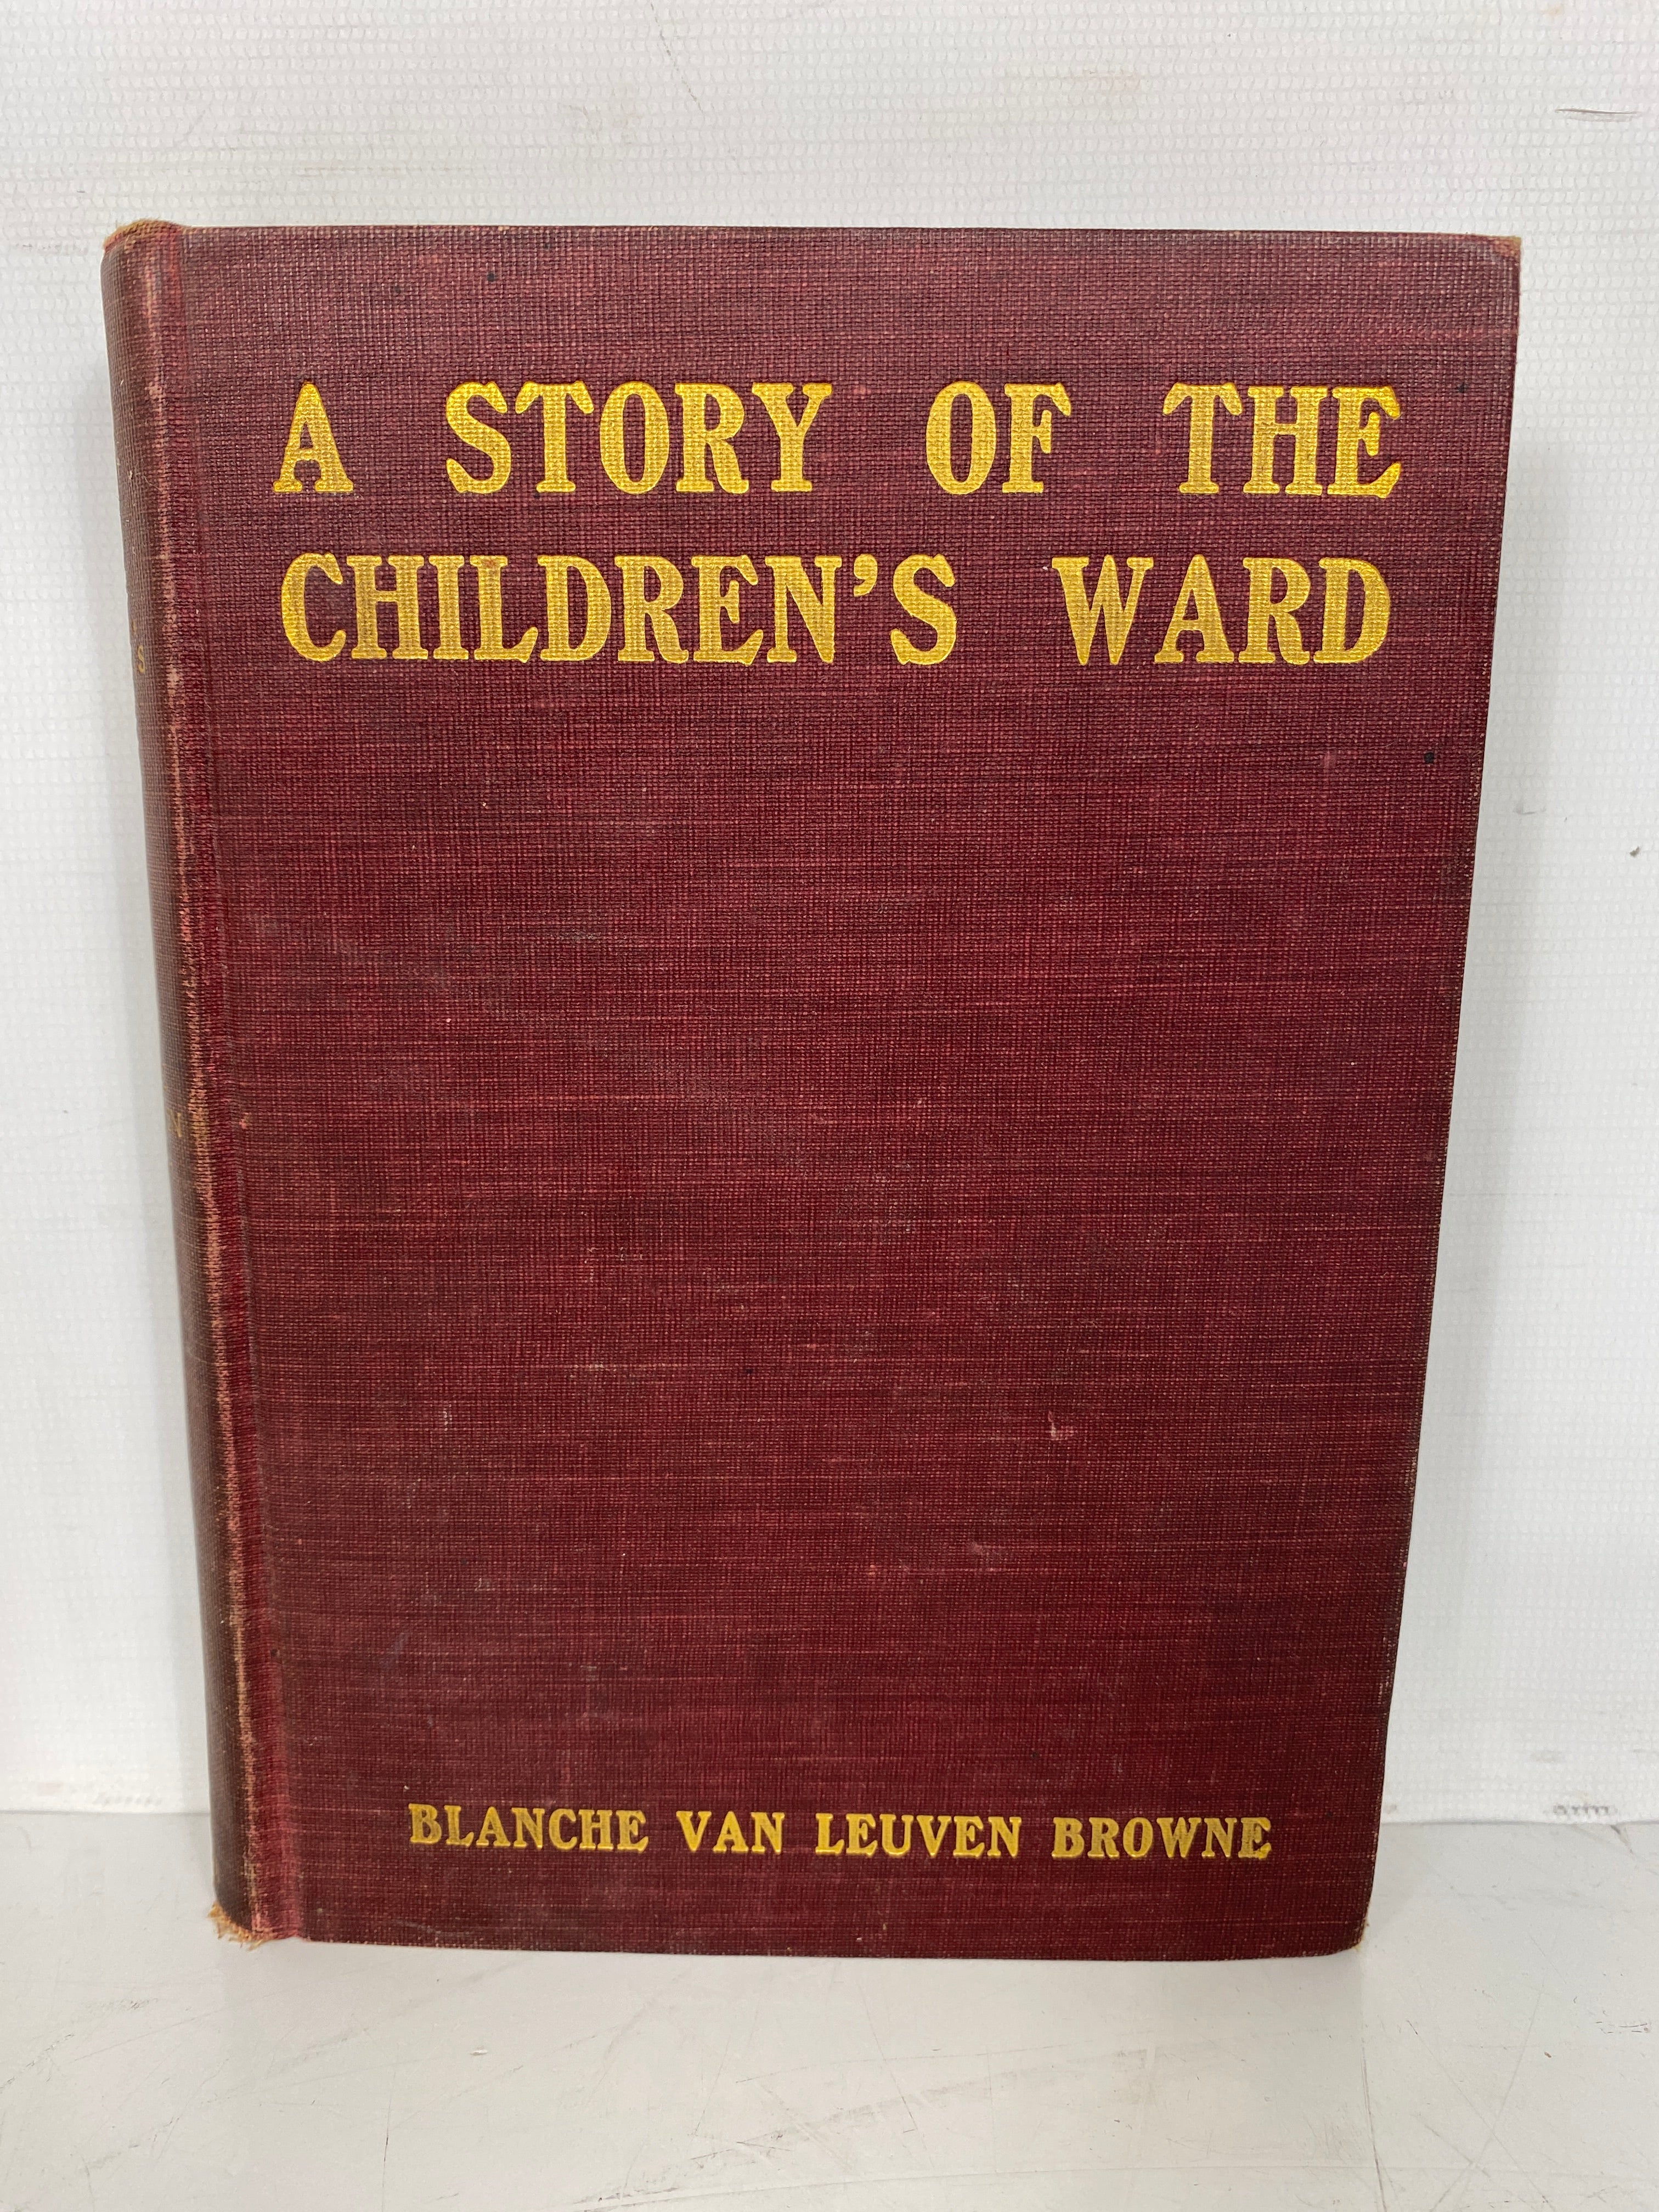 A STORY OF THE
CHILDREN'S WARD
BLANCHE VAN LEUVEN BROWNE